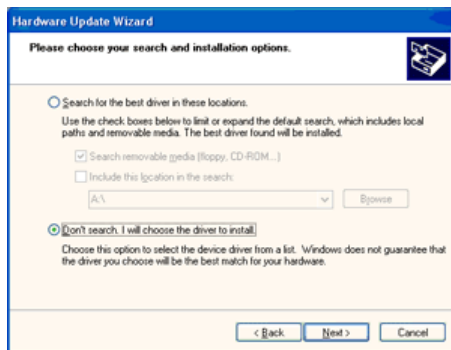 Hardware Update Wizard
Please choose your search and installation options.
Search for the best driver in these locations.
Use the check boxes below to limit or expand the default search, which includes local
paths and removable media. The best driver found will be installed.
Search removable media (floppy, CD-ROM...)
Include this location in the search:
A:\
Browse
Don't search. I will choose the driver to install.
Choose this option to select the device driver from a list. Windows does not guarantee that
the driver you choose will be the best match for your hardware.
< Back
Next >
Cancel